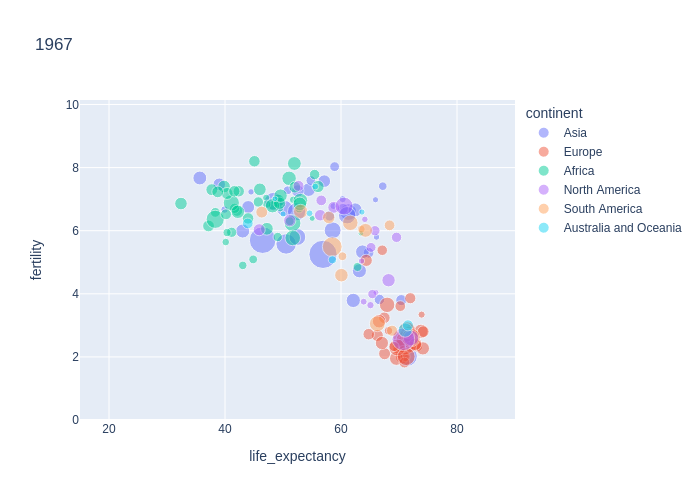 1967
10
8
6
4
2
0
20
40
60
80
fertility
life_expectancy
continent
Asia
Europe
Africa
North America
South America
Australia and Oceania